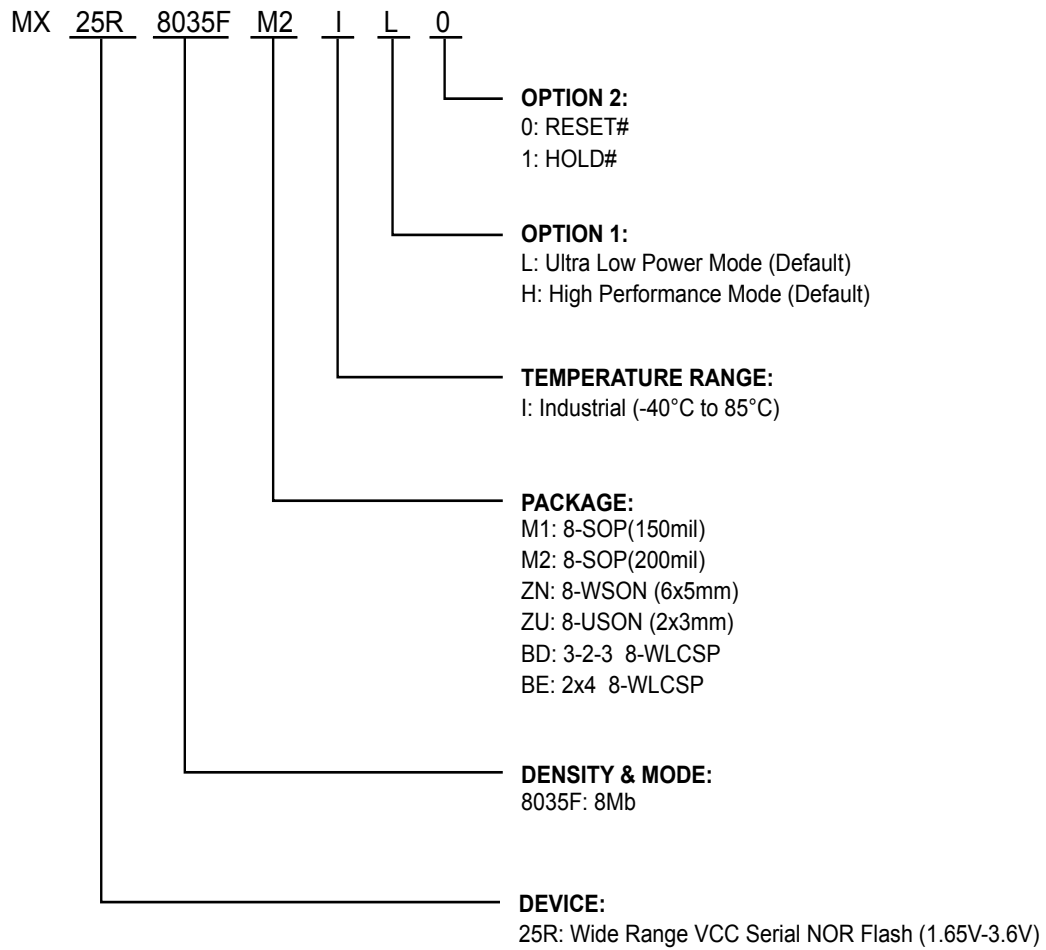 MX 25R 8035F M2 I L 0
OPTION 2:
0: RESET#
1: HOLD#
OPTION 1:
L: Ultra Low Power Mode (Default)
H: High Performance Mode (Default)
TEMPERATURE RANGE:
I: Industrial (-40°C to 85°C)
PACKAGE:
M1: 8-SOP(150mil)
M2: 8-SOP(200mil)
ZN: 8-WSON (6x5mm)
ZU: 8-USON (2x3mm)
BD: 3-2-3 8-WLCSP
BE: 2x4 8-WLCSP
DENSITY & MODE:
8035F: 8Mb
DEVICE:
25R: Wide Range VCC Serial NOR Flash (1.65V-3.6V)